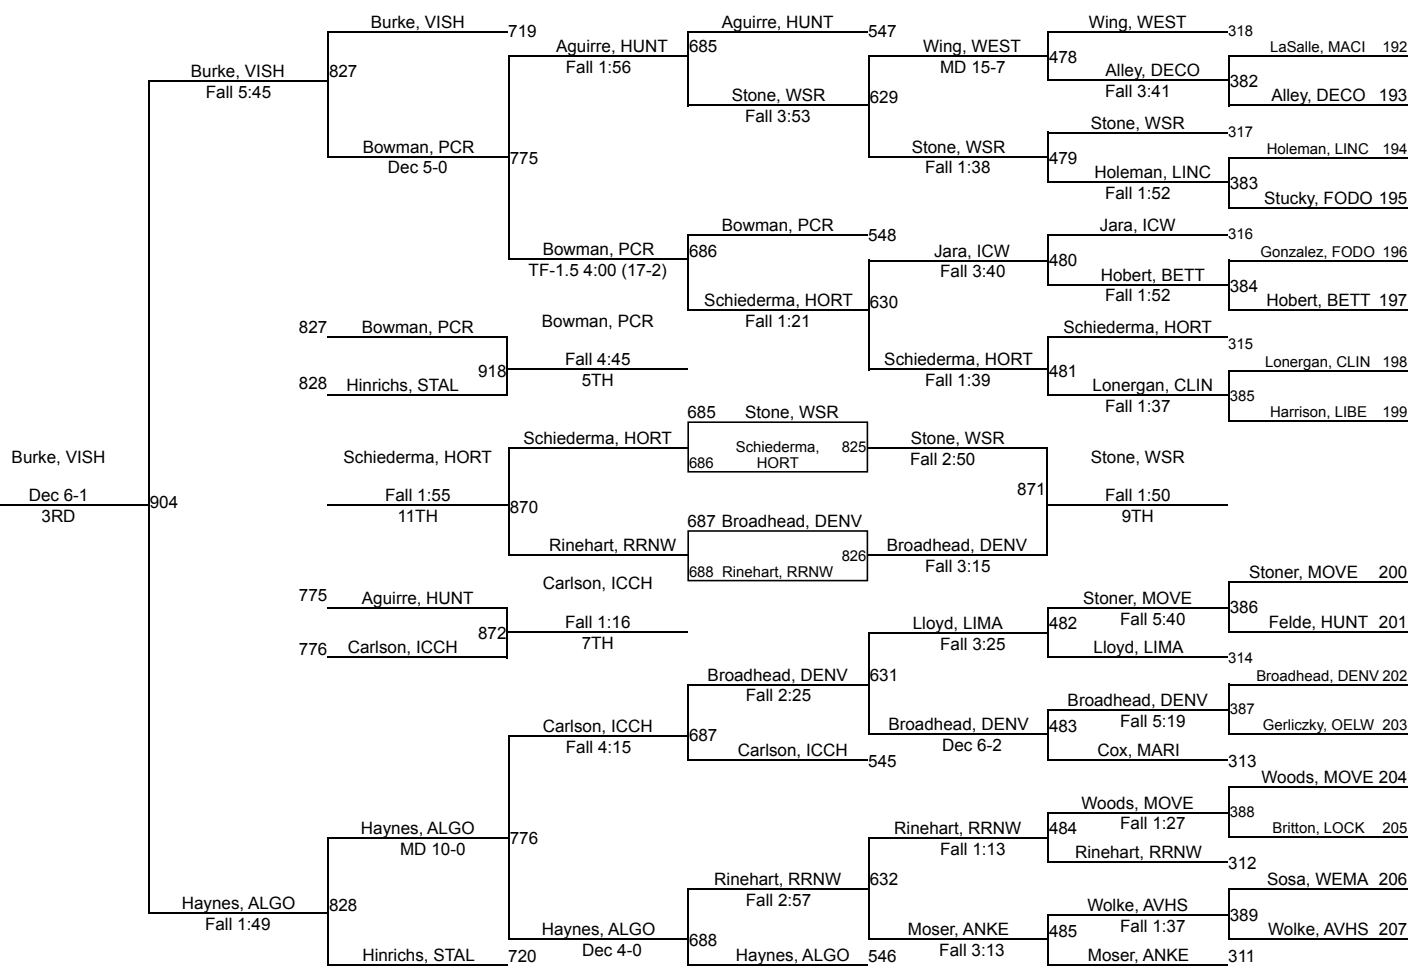 Burke, VISH
719
Aguirre, HUNT
547
Wing, WEST
318
LaSalle, MACI 192
Aguirre, HUNT
685
Fall 1:56
Wing, WEST
MD 15-7
478
Alley, DECO
382
Fall 3:41
Alley, DECO 193
Burke, VISH
827
Fall 5:45
Stone, WSR
Fall 3:53
629
Stone, WSR
317
Holeman, LINC 194
Bowman, PCR
Dec 5-0
775
Stone, WSR
Fall 1:38
479
Holeman, LINC
383
Fall 1:52
Stucky, FODO 195
Bowman, PCR
548
Jara, ICW
316
Gonzalez, FODO 196
Bowman, PCR
686
TF-1.5 4:00 (17-2)
Jara, ICW
Fall 3:40
480
Hobert, BETT
384
Fall 1:52
Hobert, BETT 197
Schiederma, HORT
Fall 1:21
630
827 Bowman, PCR
Bowman, PCR
Schiederma, HORT
315
918
Fall 4:45
5TH
828 Hinrichs, STAL
Schiederma, HORT
Fall 1:39
481
Lonergan, CLIN 198
Lonergan, CLIN
385
Fall 1:37
Harrison, LIBE 199
685 Stone, WSR
Schiederma, HORT
Schiederma,
HORT
825
686
Stone, WSR
Fall 2:50
Burke, VISH
Schiederma, HORT
Stone, WSR
871
Dec 6-1
3RD
904
Fall 1:55
11TH
870
Fall 1:50
9TH
687 Broadhead, DENV
Rinehart, RRNW
826
688 Rinehart, RRNW
Broadhead, DENV
Fall 3:15
Carlson, ICCH
775 Aguirre, HUNT
872
Fall 1:16
7TH
776 Carlson, ICCH
Stoner, MOVE 200
Stoner, MOVE
386
Fall 5:40
Felde, HUNT 201
Lloyd, LIMA
Fall 3:25
482
Lloyd, LIMA
314
Broadhead, DENV
Fall 2:25
631
Broadhead, DENV 202
Broadhead, DENV
387
Fall 5:19
Gerliczky, OELW 203
Carlson, ICCH
Fall 4:15
687
Broadhead, DENV
Dec 6-2
483
Carlson, ICCH
545
Cox, MARI
313
Woods, MOVE 204
Woods, MOVE
388
Fall 1:27
Britton, LOCK 205
Haynes, ALGO
MD 10-0
776
Rinehart, RRNW
Fall 1:13
484
Rinehart, RRNW
312
Rinehart, RRNW
Fall 2:57
632
Sosa, WEMA 206
Haynes, ALGO
Fall 1:49
828
Wolke, AVHS
389
Fall 1:37
Wolke, AVHS 207
Haynes, ALGO
Dec 4-0
688
Moser, ANKE
Fall 3:13
485
Hinrichs, STAL
720
Haynes, ALGO
546
Moser, ANKE
311